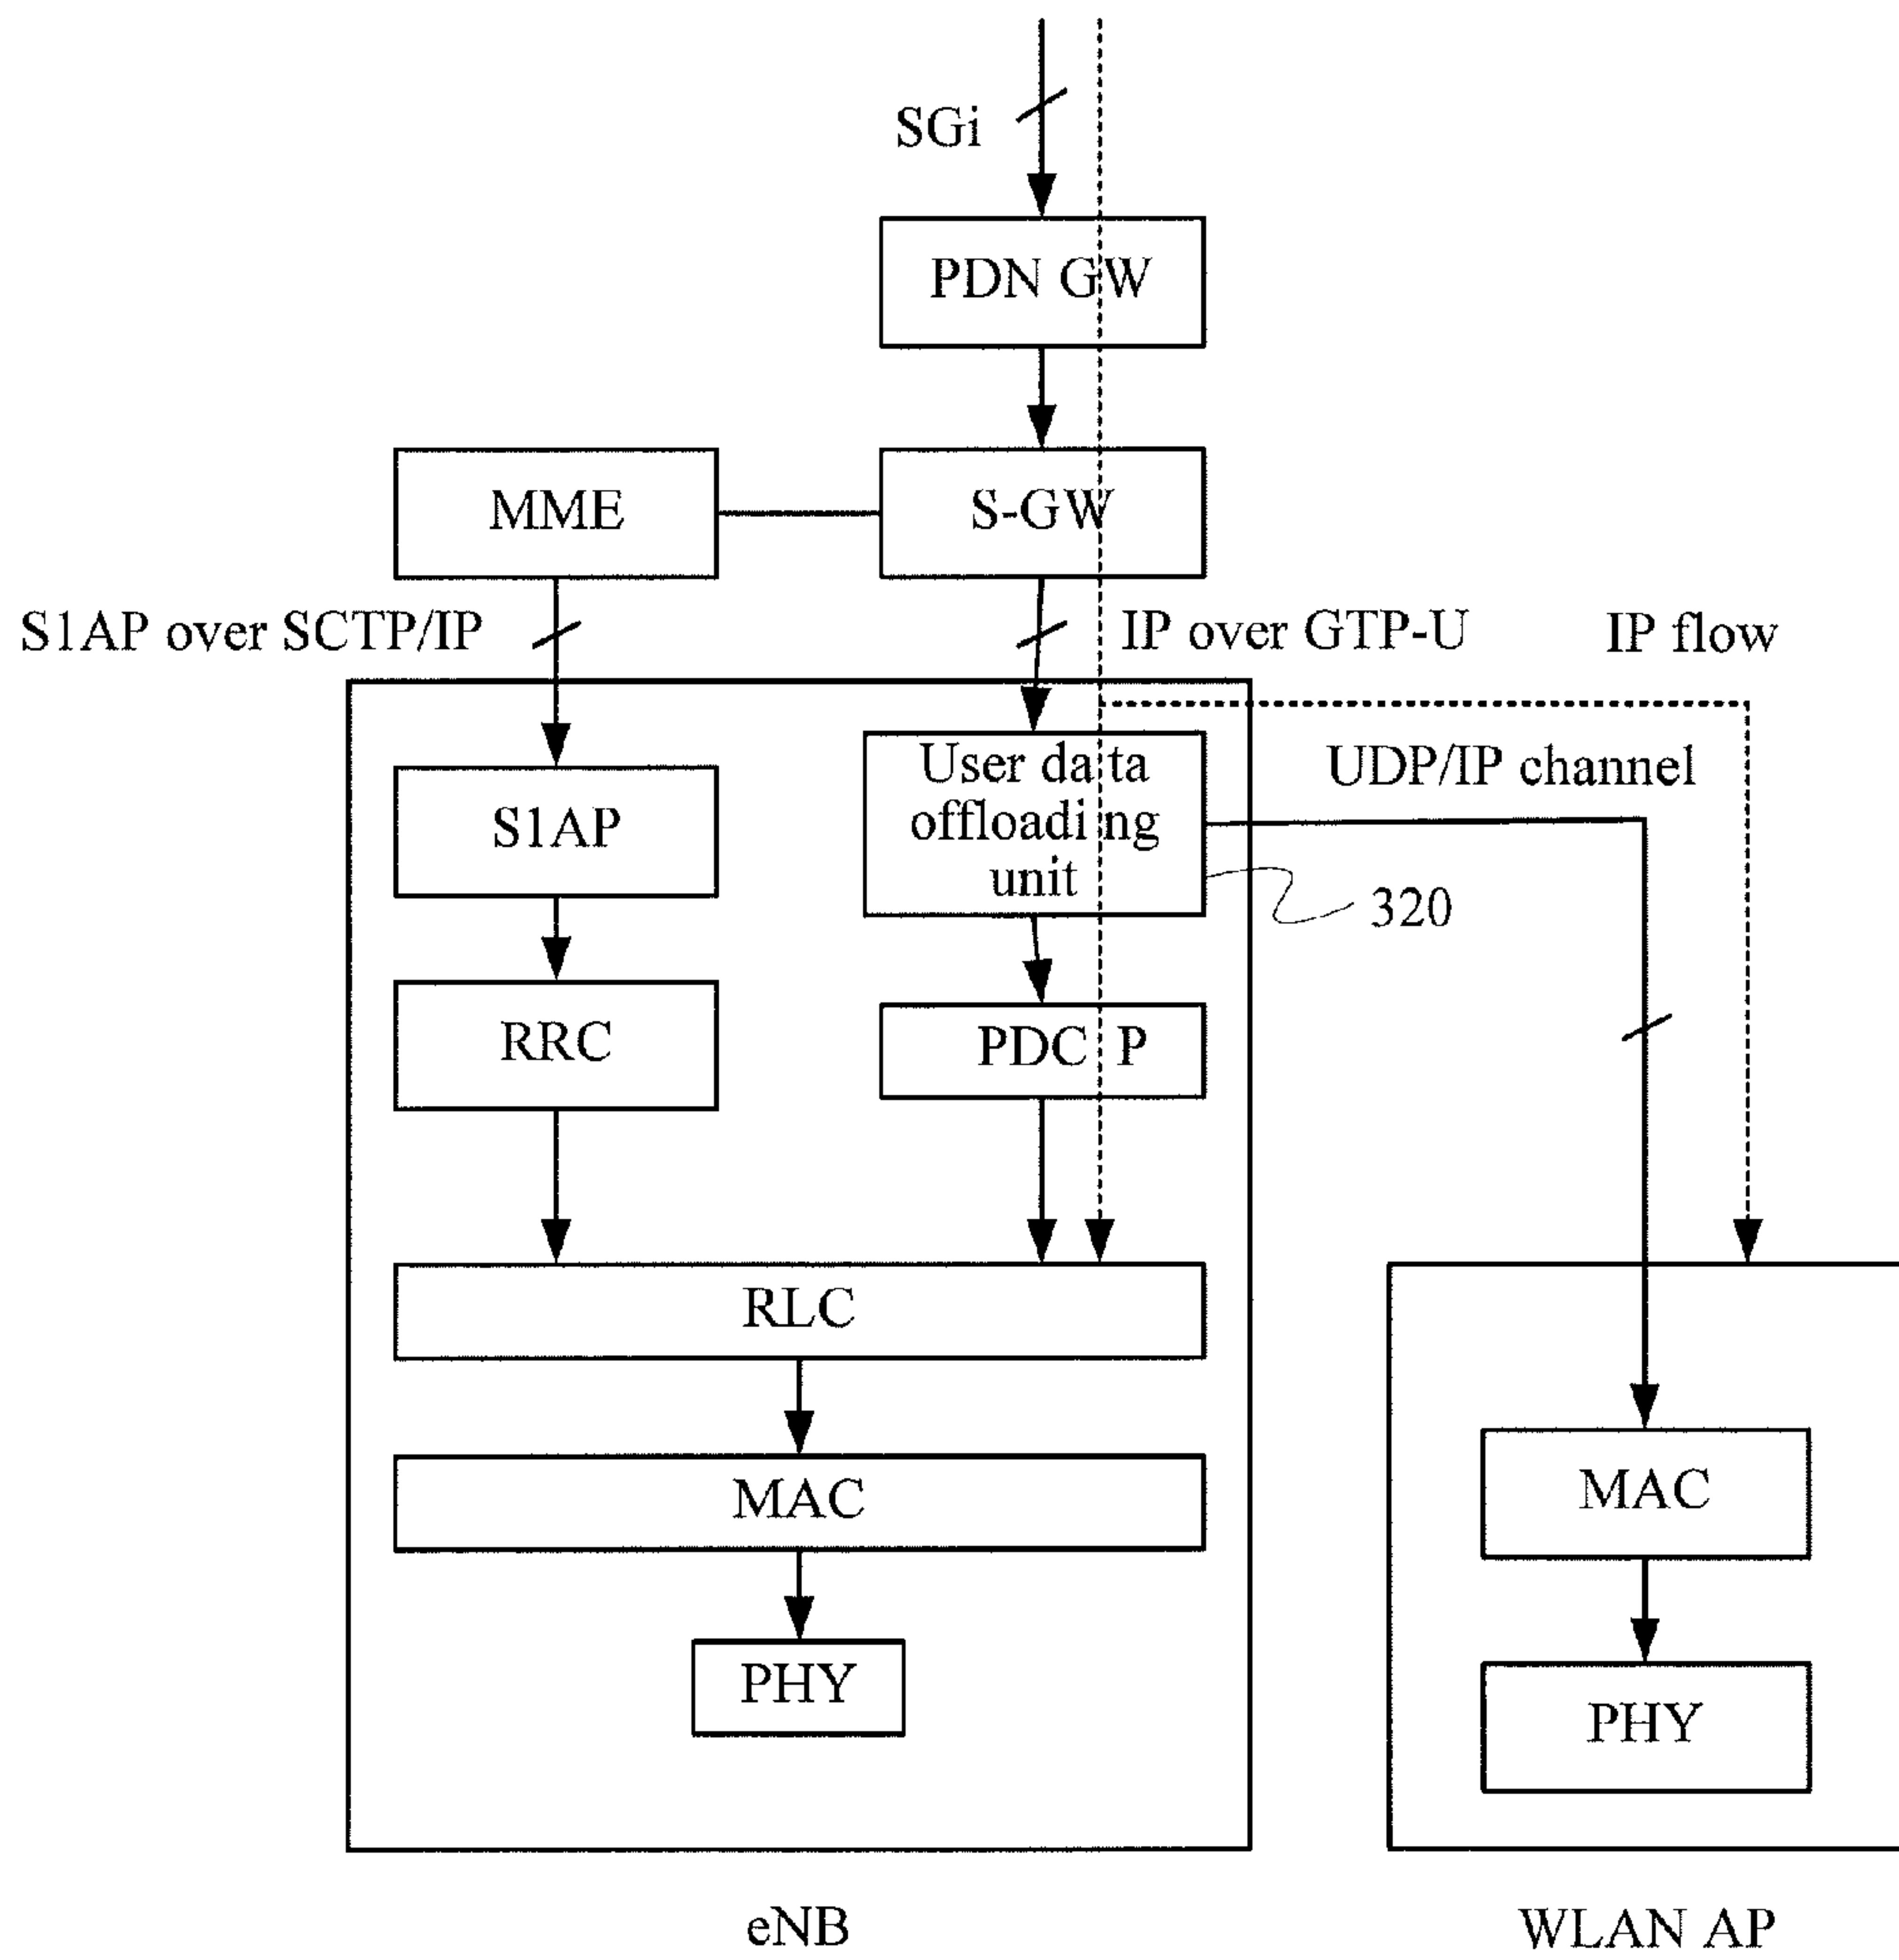 SGi
PDN GW
MME
S-GW
S1AP over SCTP/IP
IP over GTP-U
IP flow
User data
offloading
unit
UDP/IP channel
S1AP
320
RRC
PDCP
RLC
MAC
MAC
PHY
PHY
eNB
WLAN AP